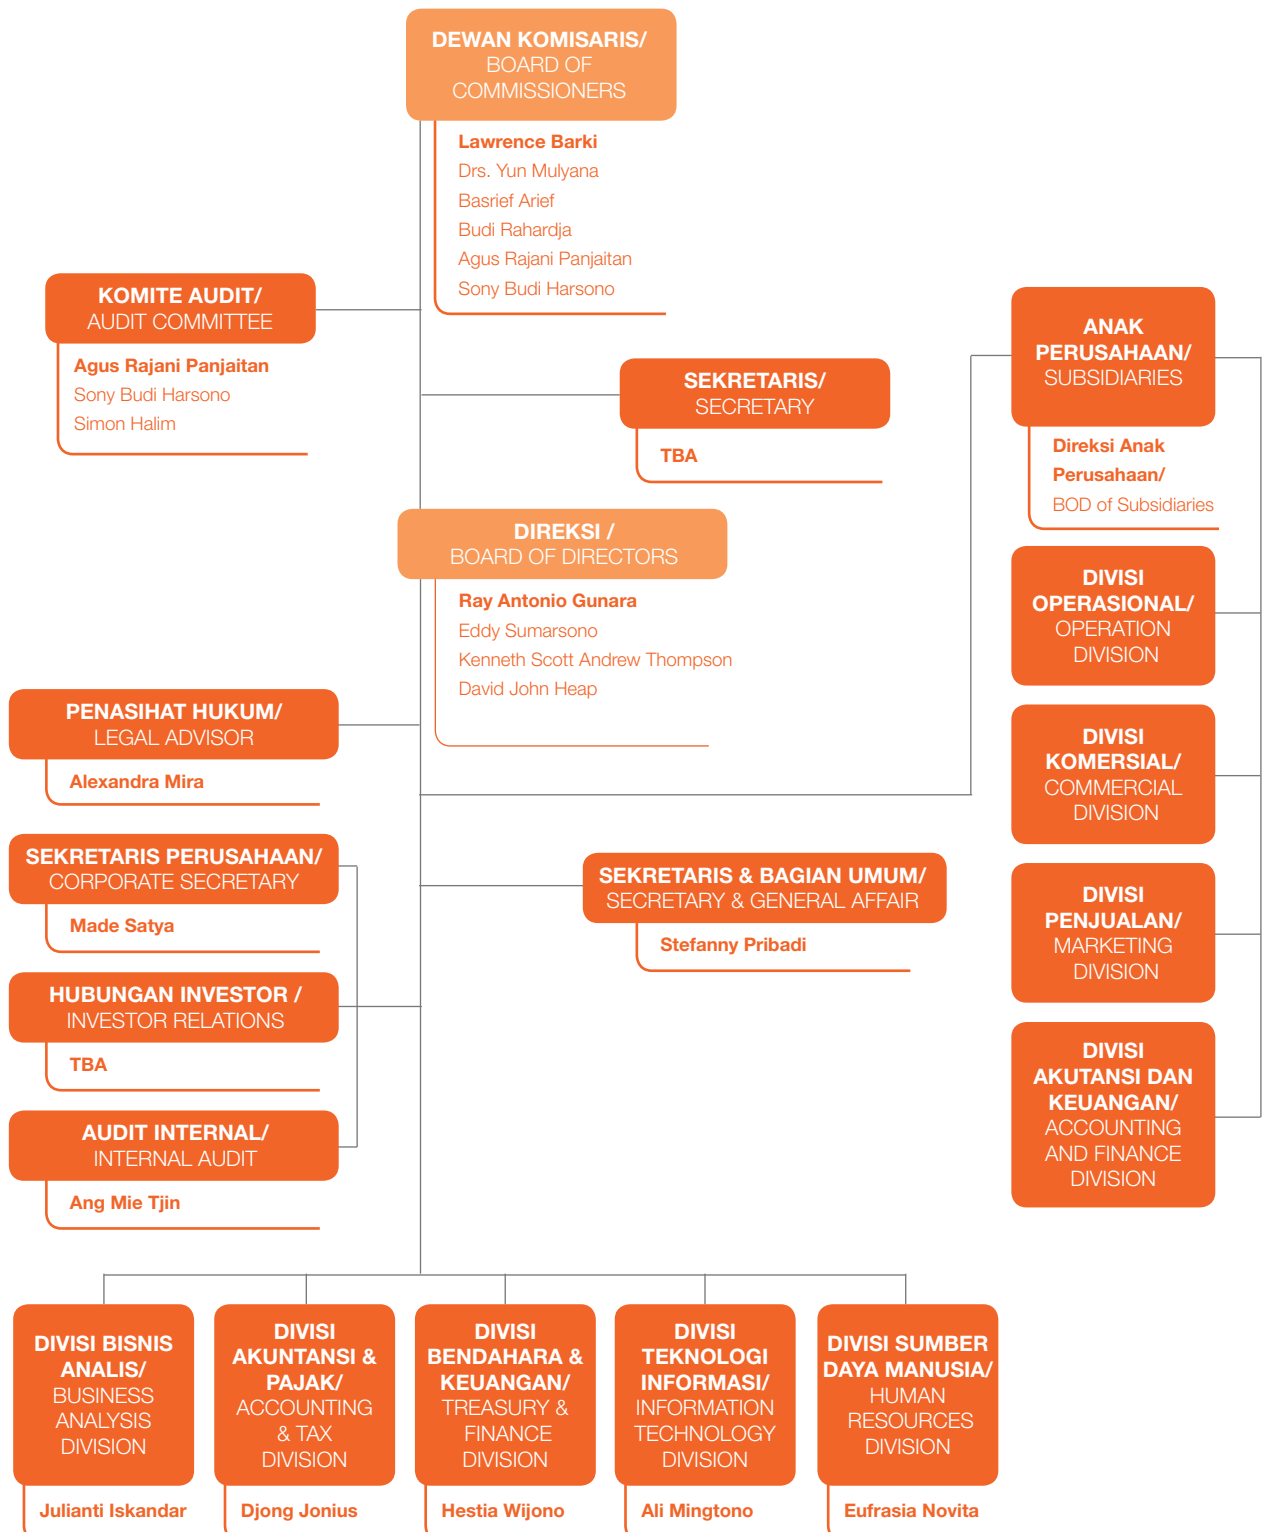 DEWAN KOMISARIS/
BOARD OF
COMMISSIONERS
Lawrence Barki
Drs. Yun Mulyana
Basrief Arief
Budi Rahardja
Agus Rajani Panjaitan
Sony Budi Harsono
KOMITE AUDIT/
AUDIT COMMITTEE
Agus Rajani Panjaitan
Sony Budi Harsono
Simon Halim
SEKRETARIS/
SECRETARY
TBA
ANAK
PERUSAHAAN/
SUBSIDIARIES
Direksi Anak
Perusahaan/
BOD of Subsidiaries
DIREKSI /
BOARD OF DIRECTORS
Ray Antonio Gunara
Eddy Sumarsono
Kenneth Scott Andrew Thompson
David John Heap
DIVISI
OPERASIONAL/
OPERATION
DIVISION
PENASIHAT HUKUM/
LEGAL ADVISOR
Alexandra Mira
DIVISI
KOMERSIAL/
COMMERCIAL
DIVISION
SEKRETARIS PERUSAHAAN/
CORPORATE SECRETARY
Made Satya
SEKRETARIS & BAGIAN UMUM/
SECRETARY & GENERAL AFFAIR
Stefanny Pribadi
DIVISI
PENJUALAN/
MARKETING
DIVISION
HUBUNGAN INVESTOR /
INVESTOR RELATIONS
TBA
DIVISI
AKUTANSI DAN
KEUANGAN/
ACCOUNTING
AND FINANCE
DIVISION
AUDIT INTERNAL/
INTERNAL AUDIT
Ang Mie Tjin
DIVISI BISNIS
ANALIS/
BUSINESS
ANALYSIS
DIVISION
Julianti Iskandar
DIVISI
AKUNTANSI &
PAJAK/
ACCOUNTING
& TAX
DIVISION
Djong Jonius
DIVISI
BENDAHARA &
KEUANGAN/
TREASURY &
FINANCE
DIVISION
Hestia Wijono
DIVISI
TEKNOLOGI
INFORMASI/
INFORMATION
TECHNOLOGY
DIVISION
Ali Mingtono
DIVISI SUMBER
DAYA MANUSIA/
HUMAN
RESOURCES
DIVISION
Eufrasia Novita